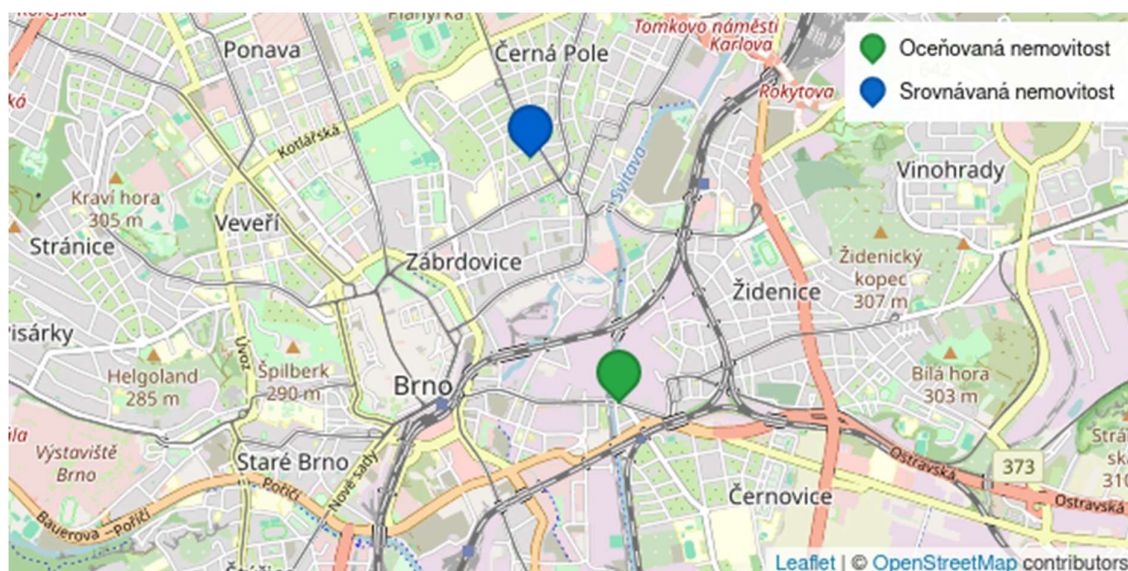 Ponava
Černá Pole
Tomkovo náměstí
Karlova
Oceňovaná nemovitost
Srovnávaná nemovitost
Rokytova
Kotlářská
Svitava
Vinohrady
Kraví hora
305 m
Veveří
Stránice
Zábrdovice
Židenický
kopec
307 m
Židenice
Úvoz
Helgoland
285 m
Špilberk
290 m
Brno
Bílá hora
303 m
Výstaviště
Brno
Staré Brno
Nové sady
Poříčí
Ostravská
373
Černovice
Ostravská
Bauerova
Poříčí
Leaflet | © OpenStreetMap contributors